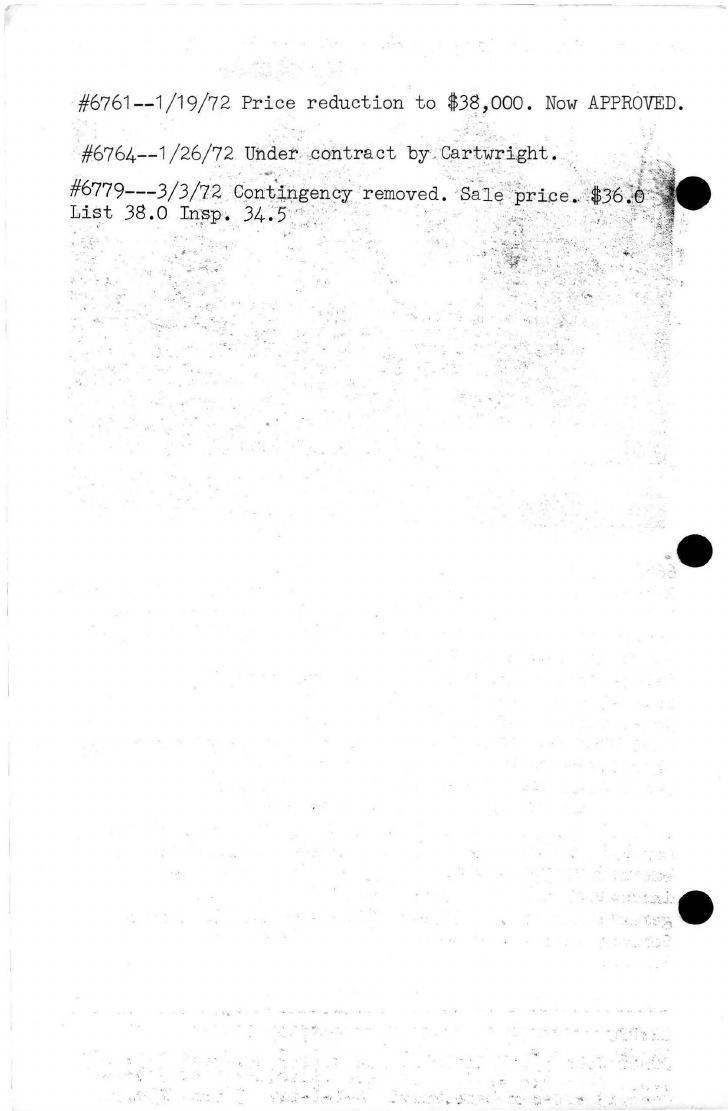 #6761--1/19/72 Price reduction to $38,000. Now APPROVED.
#6764--1/26/72 Under contract by Cartwright.
#6779---3/3/72 Contingency removed. Sale price. $36.0
List 38.0 Insp. 34.5